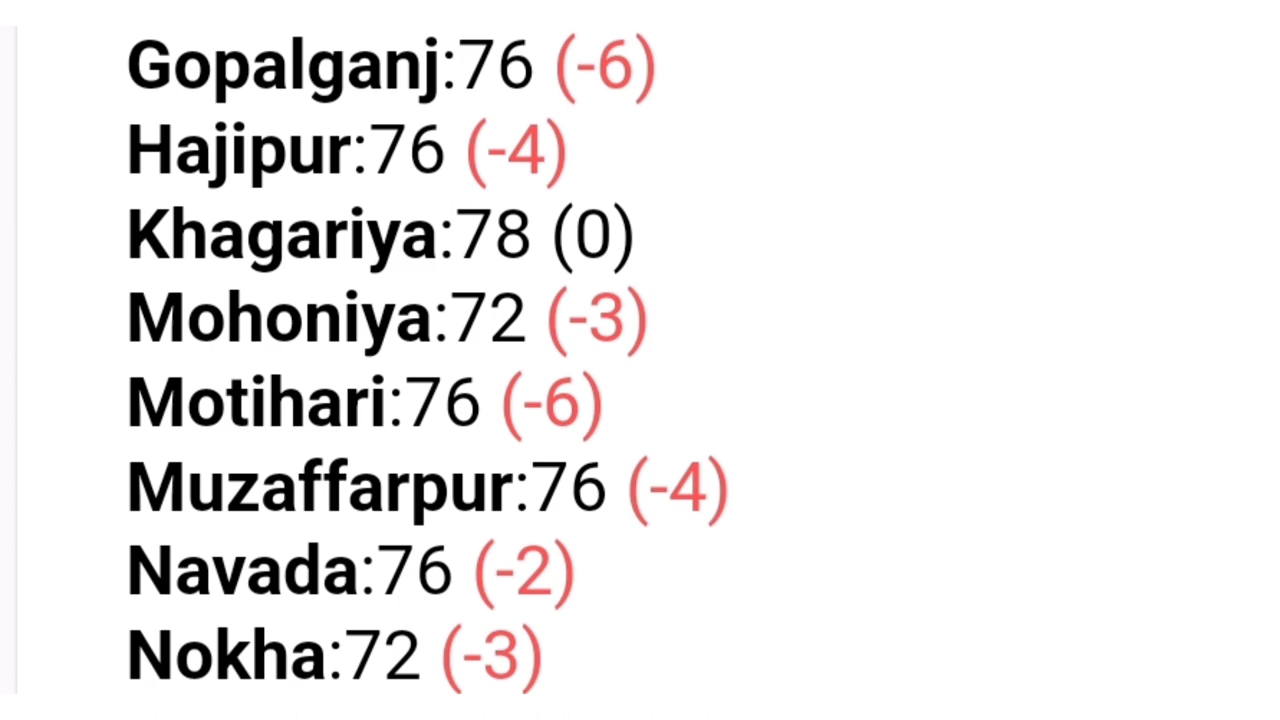 Gopalganj:76 (-6)
Hajipur:76 (-4)
Khagariya:78 (0)
Mohoniya:72 (-3)
Motihari:76 (-6)
Muzaffarpur:76 (-4)
Navada:76 (-2)
Nokha:72 (-3)